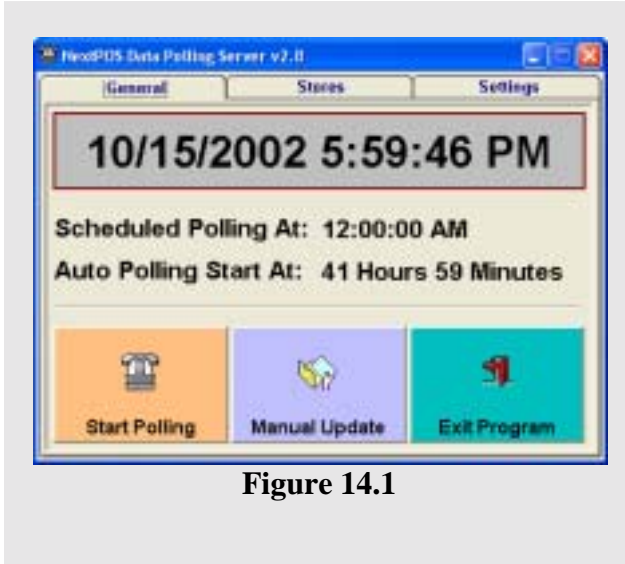 NextPOS Data Polling Server v2.0
General Stores Settings
10/15/2002 5:59:46 PM
Scheduled Polling At: 12:00:00 AM
Auto Polling Start At: 41 Hours 59 Minutes
Start Polling Manual Update Exit Program
Figure 14.1